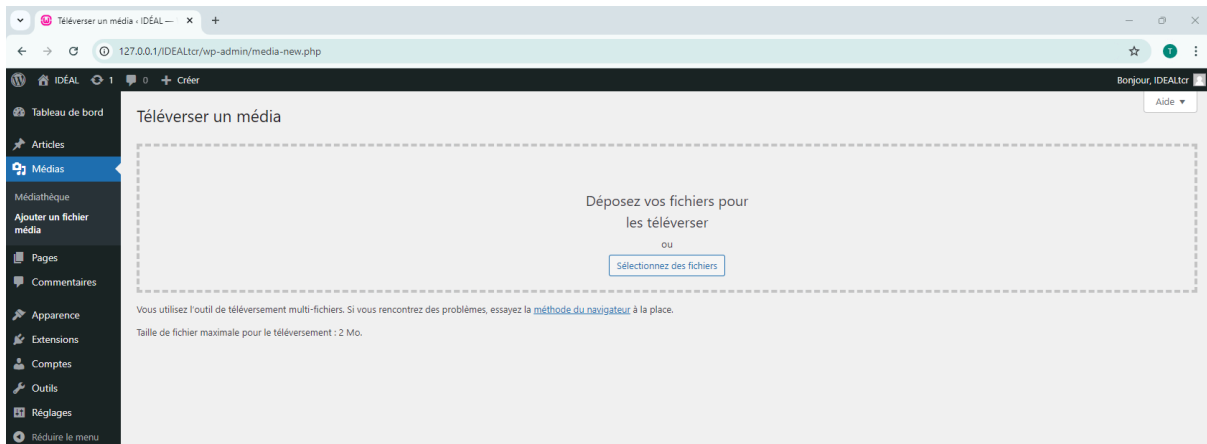 Téléverser un média ‹ IDÉAL —
127.0.0.1/IDEALtcr/wp-admin/media-new.php
T
IDÉAL 1 0 + Créer
Bonjour, IDEALtcr
Aide ▼
Tableau de bord
Articles
Médias
Médiathèque
Ajouter un fichier
média
Pages
Commentaires
Apparence
Extensions
Comptes
Outils
Réglages
Réduire le menu
Téléverser un média
Déposez vos fichiers pour
les téléverser
ou
Sélectionnez des fichiers
Vous utilisez l'outil de téléversement multi-fichiers. Si vous rencontrez des problèmes, essayez la méthode du navigateur à la place.
Taille de fichier maximale pour le téléversement : 2 Mo.